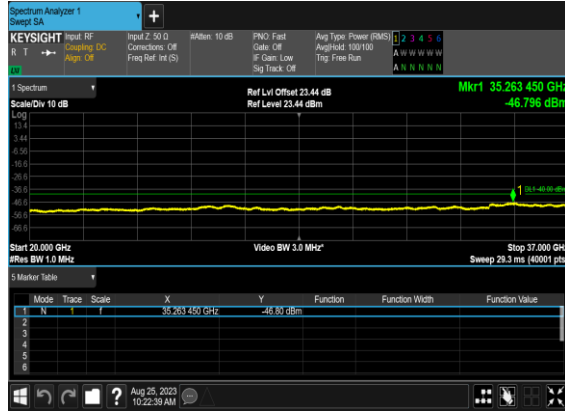 Spectrum Analyzer 1
Swept SA
+
KEYSIGHT Input: RF Input Z: 50 Ω #Atten: 10 dB PNO: Fast Avg Type: Power (RMS) 1 2 3 4 5 6
R T Coupling: DC Corrections: Off Gate: Off Avg|Hold: 100/100 A W W W W W
Align: Off Freq Ref: Int (S) IF Gain: Low Trig: Free Run
Sig Track: Off A N N N N N
1 Spectrum Ref Lvl Offset 23.44 dB Mkr1 35.263 450 GHz
Scale/Div 10 dB Ref Level 23.44 dBm -46.796 dBm
Log
13.4
3.44
-6.56
-16.6
-26.6
-36.6
1 DL1 -40.00 dBm
-46.6
-56.6
-66.6
Start 20.000 GHz Video BW 3.0 MHz* Stop 37.000 GHz
#Res BW 1.0 MHz Sweep 29.3 ms (40001 pts)
5 Marker Table
Mode Trace Scale X Y Function Function Width Function Value
1 N 1 f 35.263 450 GHz -46.80 dBm
2
3
4
5
6
? Aug 25, 2023
10:22:39 AM